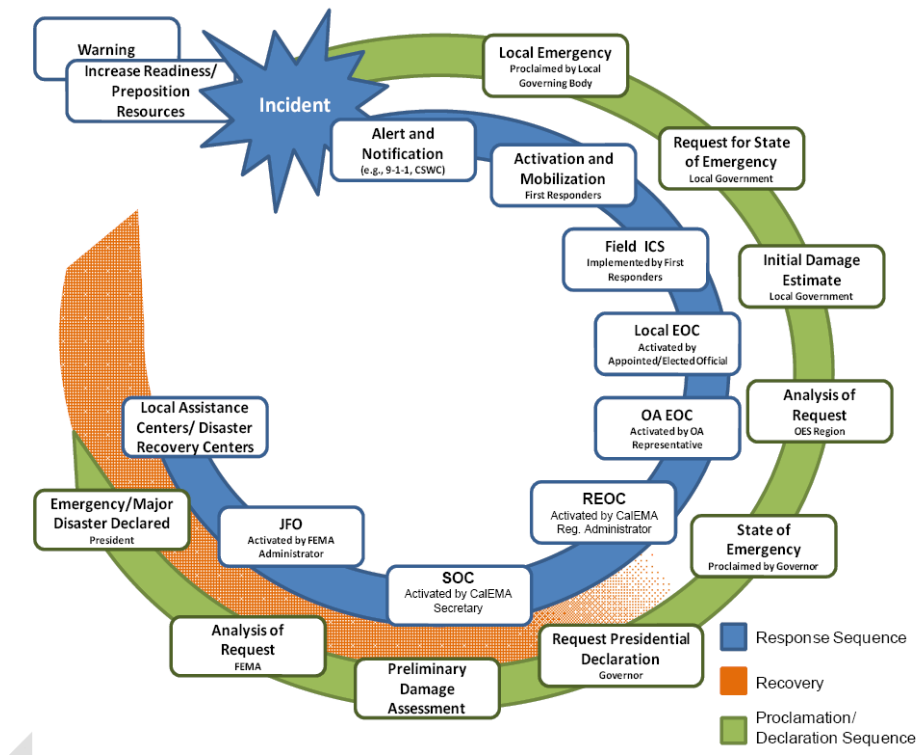 Warning
Increase Readiness/
Preposition
Resources
Incident
Local Emergency
Proclaimed by Local
Governing Body
Alert and
Notification
(e.g., 9-1-1, CSWC)
Activation and
Mobilization
First Responders
Request for State
of Emergency
Local Government
Field ICS
Implemented by First
Responders
Initial Damage
Estimate
Local Government
Local EOC
Activated by
Appointed/Elected Official
Analysis of
Request
OES Region
OA EOC
Activated by OA
Representative
Local Assistance
Centers/ Disaster
Recovery Centers
REOC
Activated by CalEMA
Reg. Administrator
Emergency/Major
Disaster Declared
President
JFO
Activated by FEMA
Administrator
State of
Emergency
Proclaimed by Governor
SOC
Activated by CalEMA
Secretary
Analysis of
Request
FEMA
Preliminary
Damage
Assessment
Request Presidential
Declaration
Governor
Response Sequence
Recovery
Proclamation/
Declaration Sequence